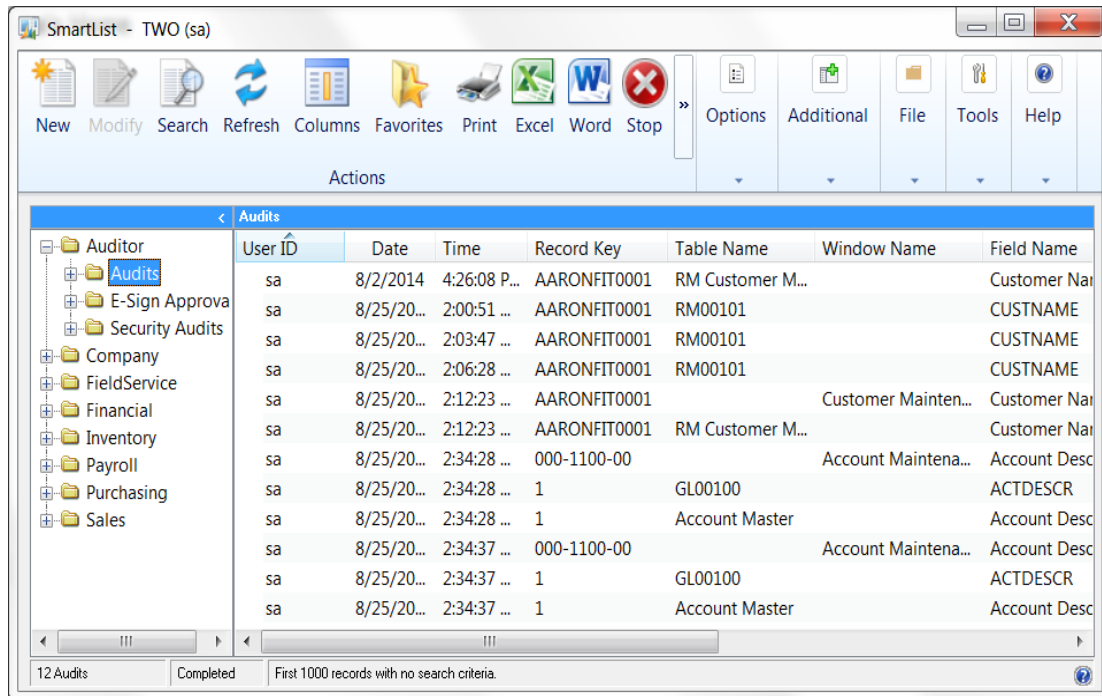 SmartList - TWO (sa)
New Modify Search Refresh Columns Favorites Print Excel Word Stop » Options Additional File Tools Help
Actions
< Audits
Auditor
Audits
E-Sign Approva
Security Audits
Company
FieldService
Financial
Inventory
Payroll
Purchasing
Sales
User ID Date Time Record Key Table Name Window Name Field Name
sa 8/2/2014 4:26:08 P... AARONFIT0001 RM Customer M... Customer Nar
sa 8/25/20... 2:00:51 ... AARONFIT0001 RM00101 CUSTNAME
sa 8/25/20... 2:03:47 ... AARONFIT0001 RM00101 CUSTNAME
sa 8/25/20... 2:06:28 ... AARONFIT0001 RM00101 CUSTNAME
sa 8/25/20... 2:12:23 ... AARONFIT0001 Customer Mainten... Customer Nar
sa 8/25/20... 2:12:23 ... AARONFIT0001 RM Customer M... Customer Nar
sa 8/25/20... 2:34:28 ... 000-1100-00 Account Maintena... Account Desc
sa 8/25/20... 2:34:28 ... 1 GL00100 ACTDESCR
sa 8/25/20... 2:34:28 ... 1 Account Master Account Desc
sa 8/25/20... 2:34:37 ... 000-1100-00 Account Maintena... Account Desc
sa 8/25/20... 2:34:37 ... 1 GL00100 ACTDESCR
sa 8/25/20... 2:34:37 ... 1 Account Master Account Desc
12 Audits Completed First 1000 records with no search criteria.